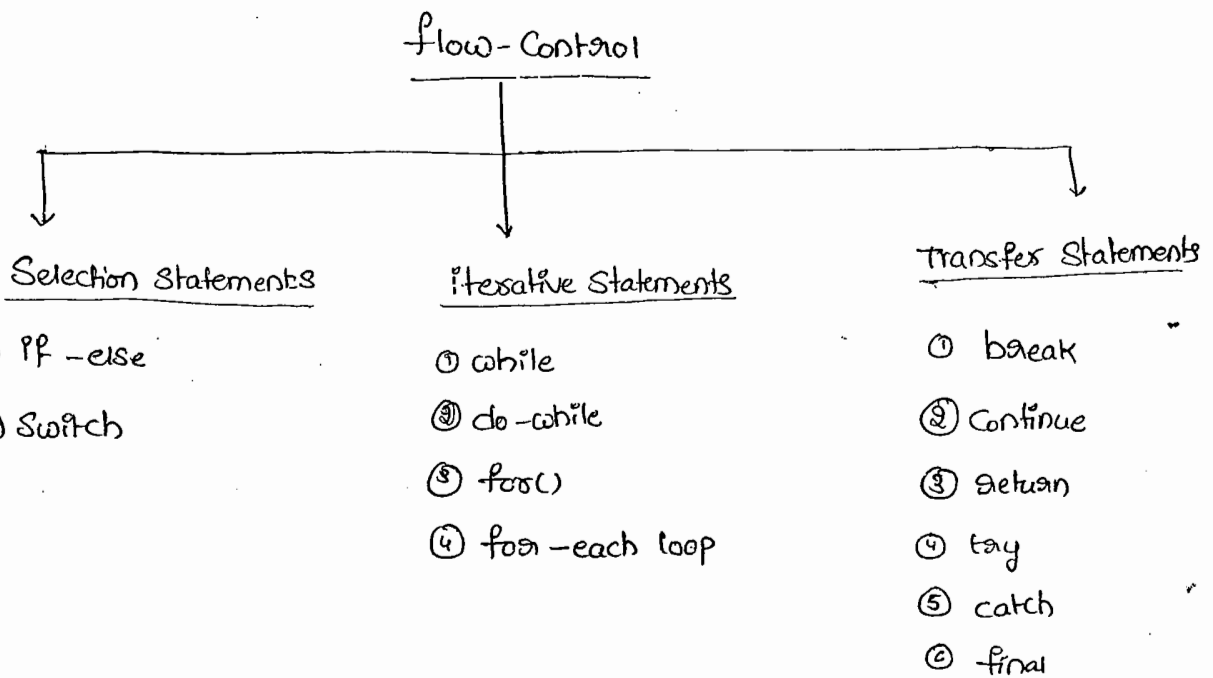 flow-Control
Selection Statements
if -else
) Switch
iterative Statements
① while
② do-while
③ for()
④ for-each loop
Transfer Statements
① break
② Continue
③ return
④ try
⑤ catch
⑥ final